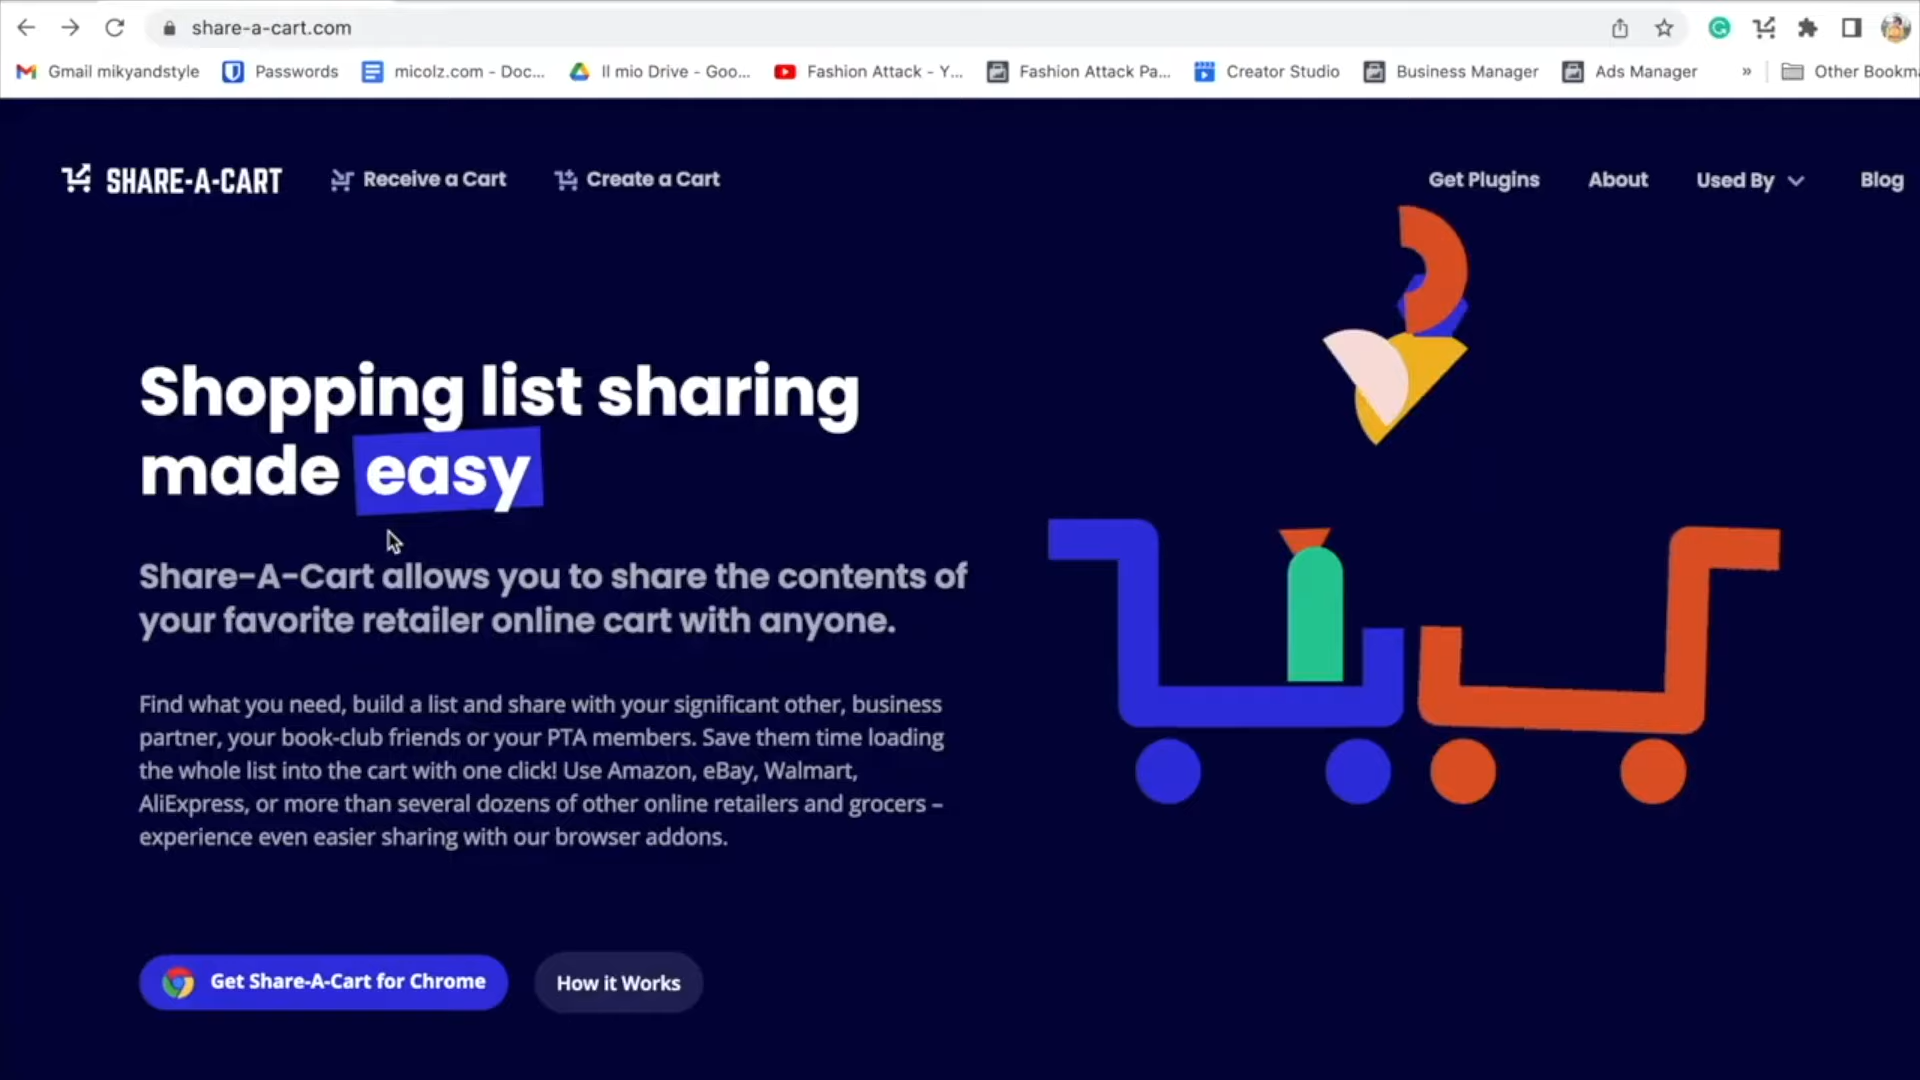 share-a-cart.com
Gmail mikyandstyle Passwords micolz.com - Doc... Il mio Drive - Goo... Fashion Attack - Y... Fashion Attack Pa... Creator Studio Business Manager Ads Manager » Other Bookma
SHARE-A-CART Receive a Cart Create a Cart Get Plugins About Used By Blog
Shopping list sharing
made easy
Share-A-Cart allows you to share the contents of
your favorite retailer online cart with anyone.
Find what you need, build a list and share with your significant other, business
partner, your book-club friends or your PTA members. Save them time loading
the whole list into the cart with one click! Use Amazon, eBay, Walmart,
AliExpress, or more than several dozens of other online retailers and grocers –
experience even easier sharing with our browser addons.
Get Share-A-Cart for Chrome How it Works